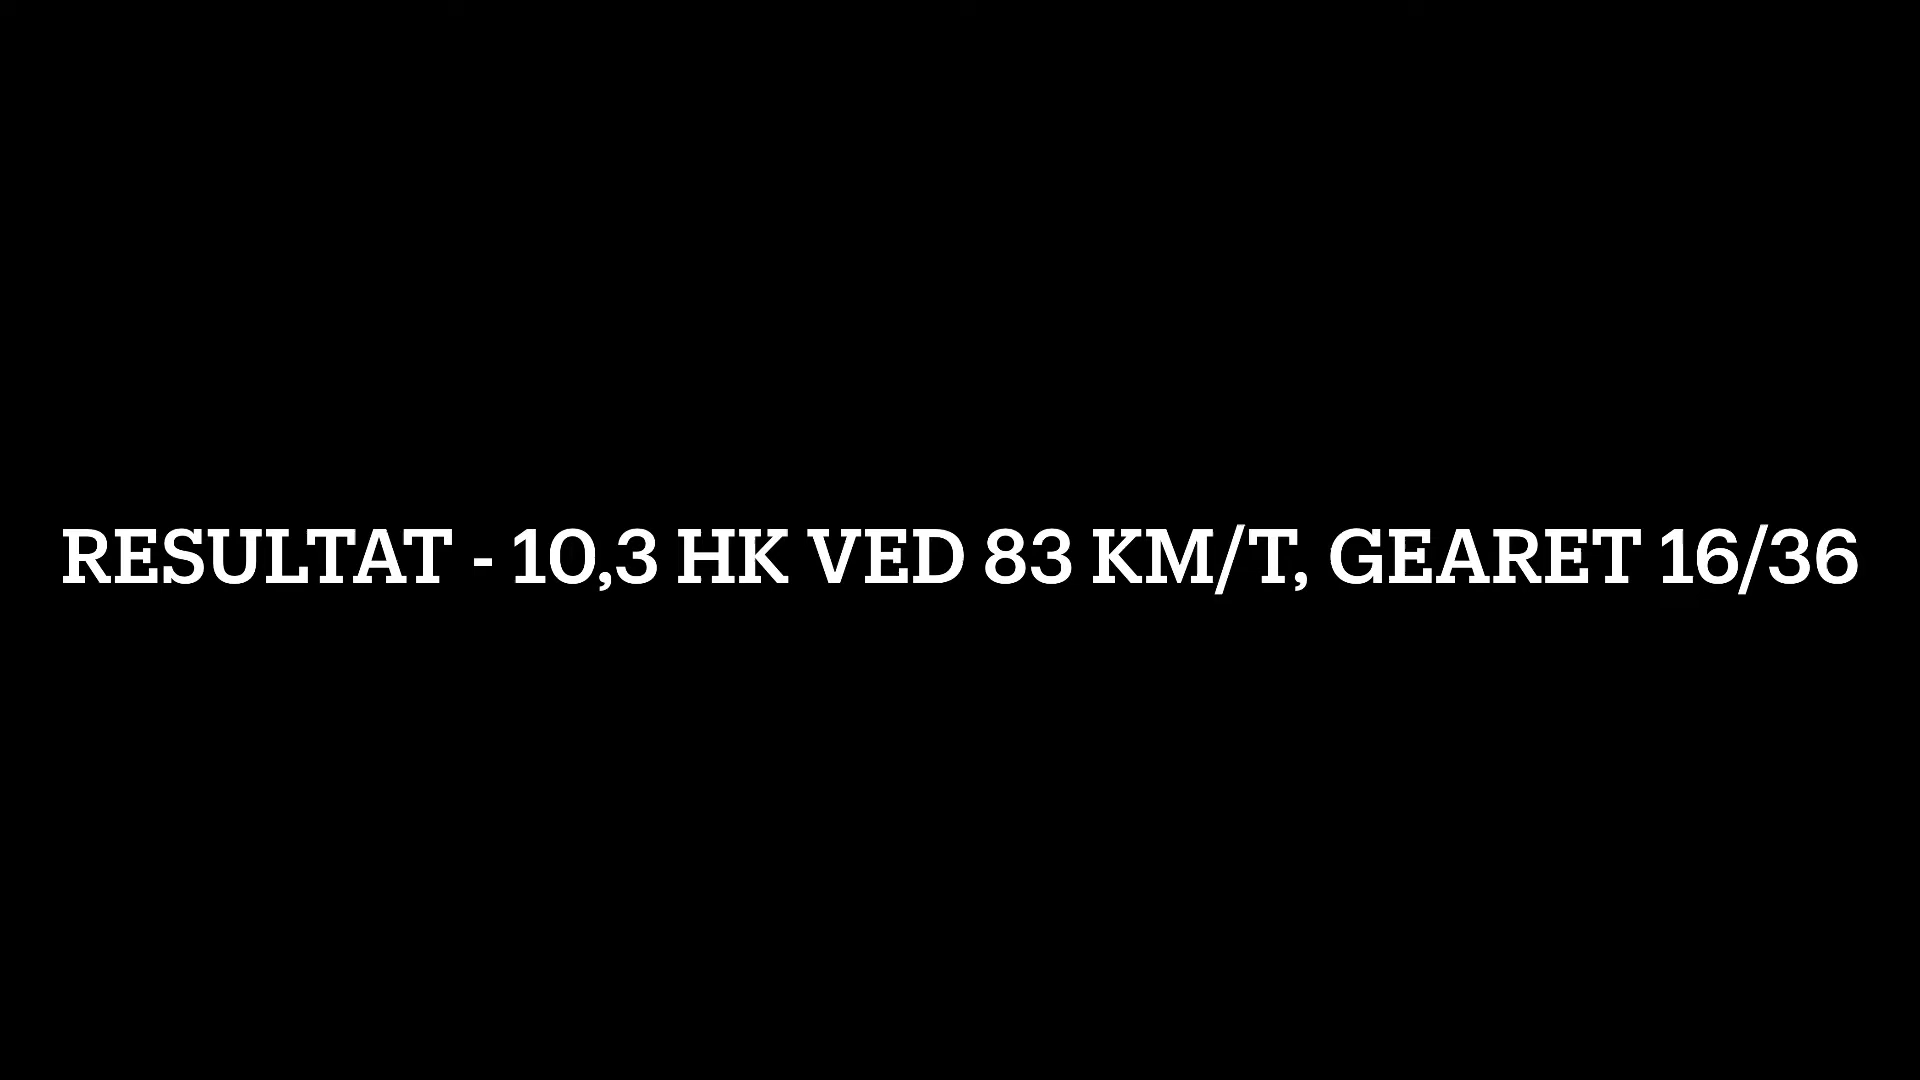 RESULTAT - 10,3 HK VED 83 KM/T, GEARET 16/36